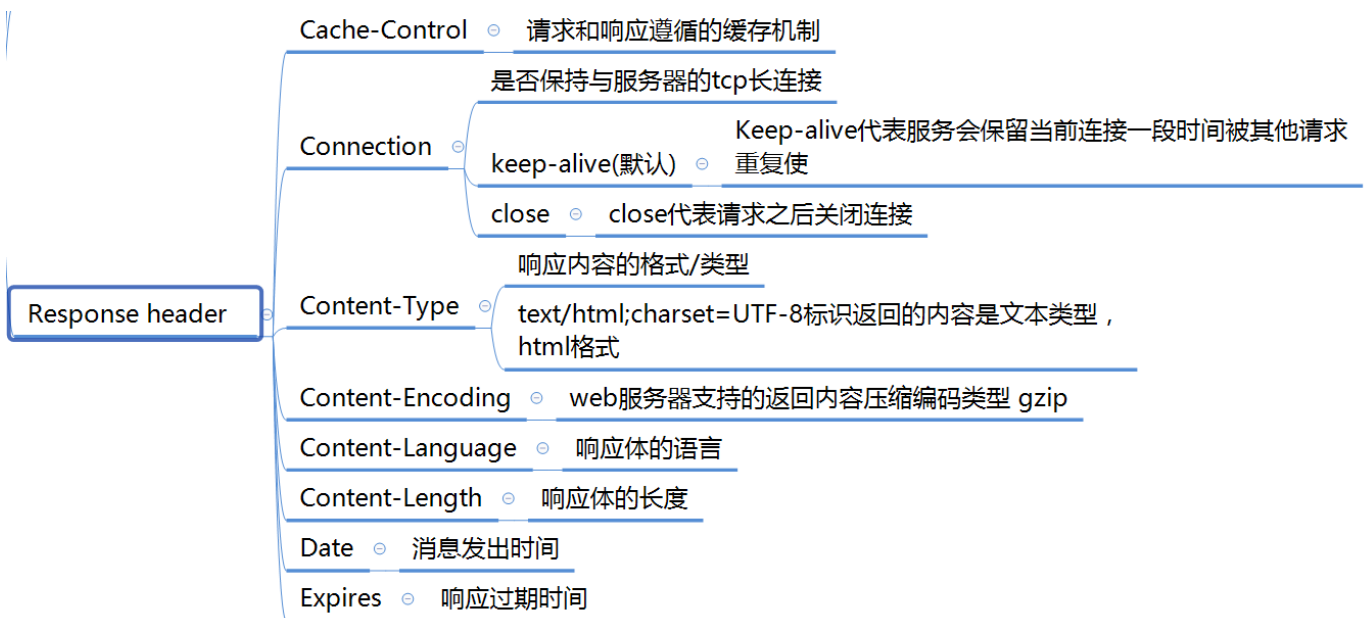 Cache-Control 请求和响应遵循的缓存机制
是否保持与服务器的tcp长连接
Connection
Keep-alive代表服务会保留当前连接一段时间被其他请求
重复使
keep-alive(默认)
close close代表请求之后关闭连接
响应内容的格式/类型
Content-Type
text/html;charset=UTF-8标识返回的内容是文本类型，
html格式
Response header
Content-Encoding web服务器支持的返回内容压缩编码类型 gzip
Content-Language 响应体的语言
Content-Length 响应体的长度
Date 消息发出时间
Expires 响应过期时间